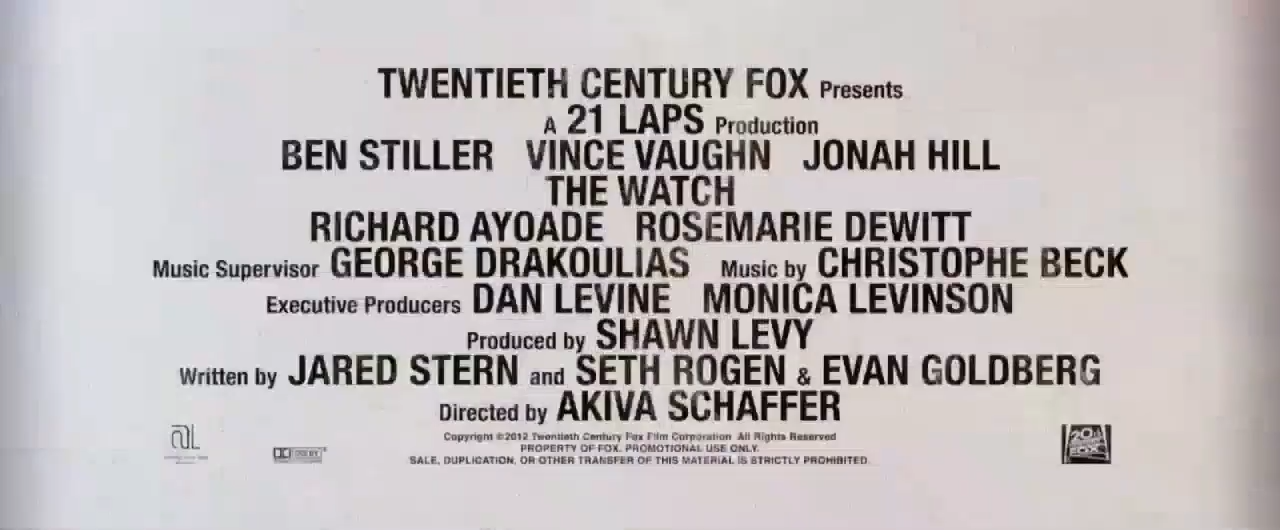 TWENTIETH CENTURY FOX Presents
A 21 LAPS Production
BEN STILLER VINCE VAUGHN JONAH HILL
THE WATCH
RICHARD AYOADE ROSEMARIE DEWITT
Music Supervisor GEORGE DRAKOULIAS Music by CHRISTOPHE BECK
Executive Producers DAN LEVINE MONICA LEVINSON
Produced by SHAWN LEVY
Written by JARED STERN and SETH ROGEN & EVAN GOLDBERG
Directed by AKIVA SCHAFFER
Copyright ©2012 Twentieth Century Fox Film Corporation All Rights Reserved
PROPERTY OF FOX. PROMOTIONAL USE ONLY.
SALE, DUPLICATION, OR OTHER TRANSFER OF THIS MATERIAL IS STRICTLY PROHIBITED.
DOLBY
20th CENTURY FOX